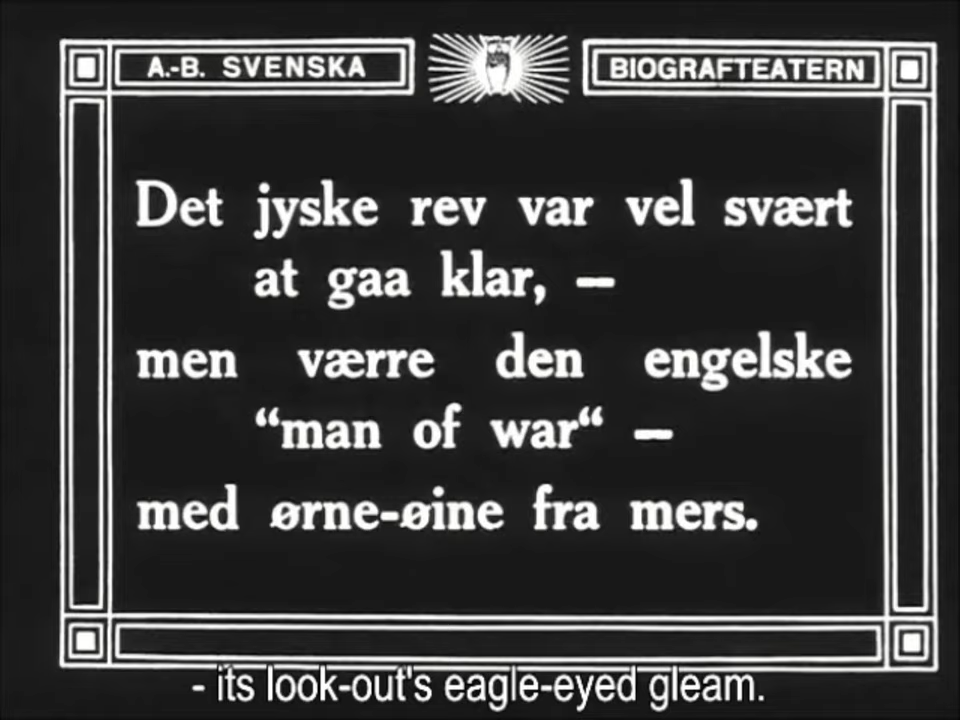 A.-B. SVENSKA
BIOGRAFTEATERN
Det jyske rev var vel svært
at gaa klar, —
men værre den engelske
“man of war“ —
med ørne-øine fra mers.
- its look-out's eagle-eyed gleam.